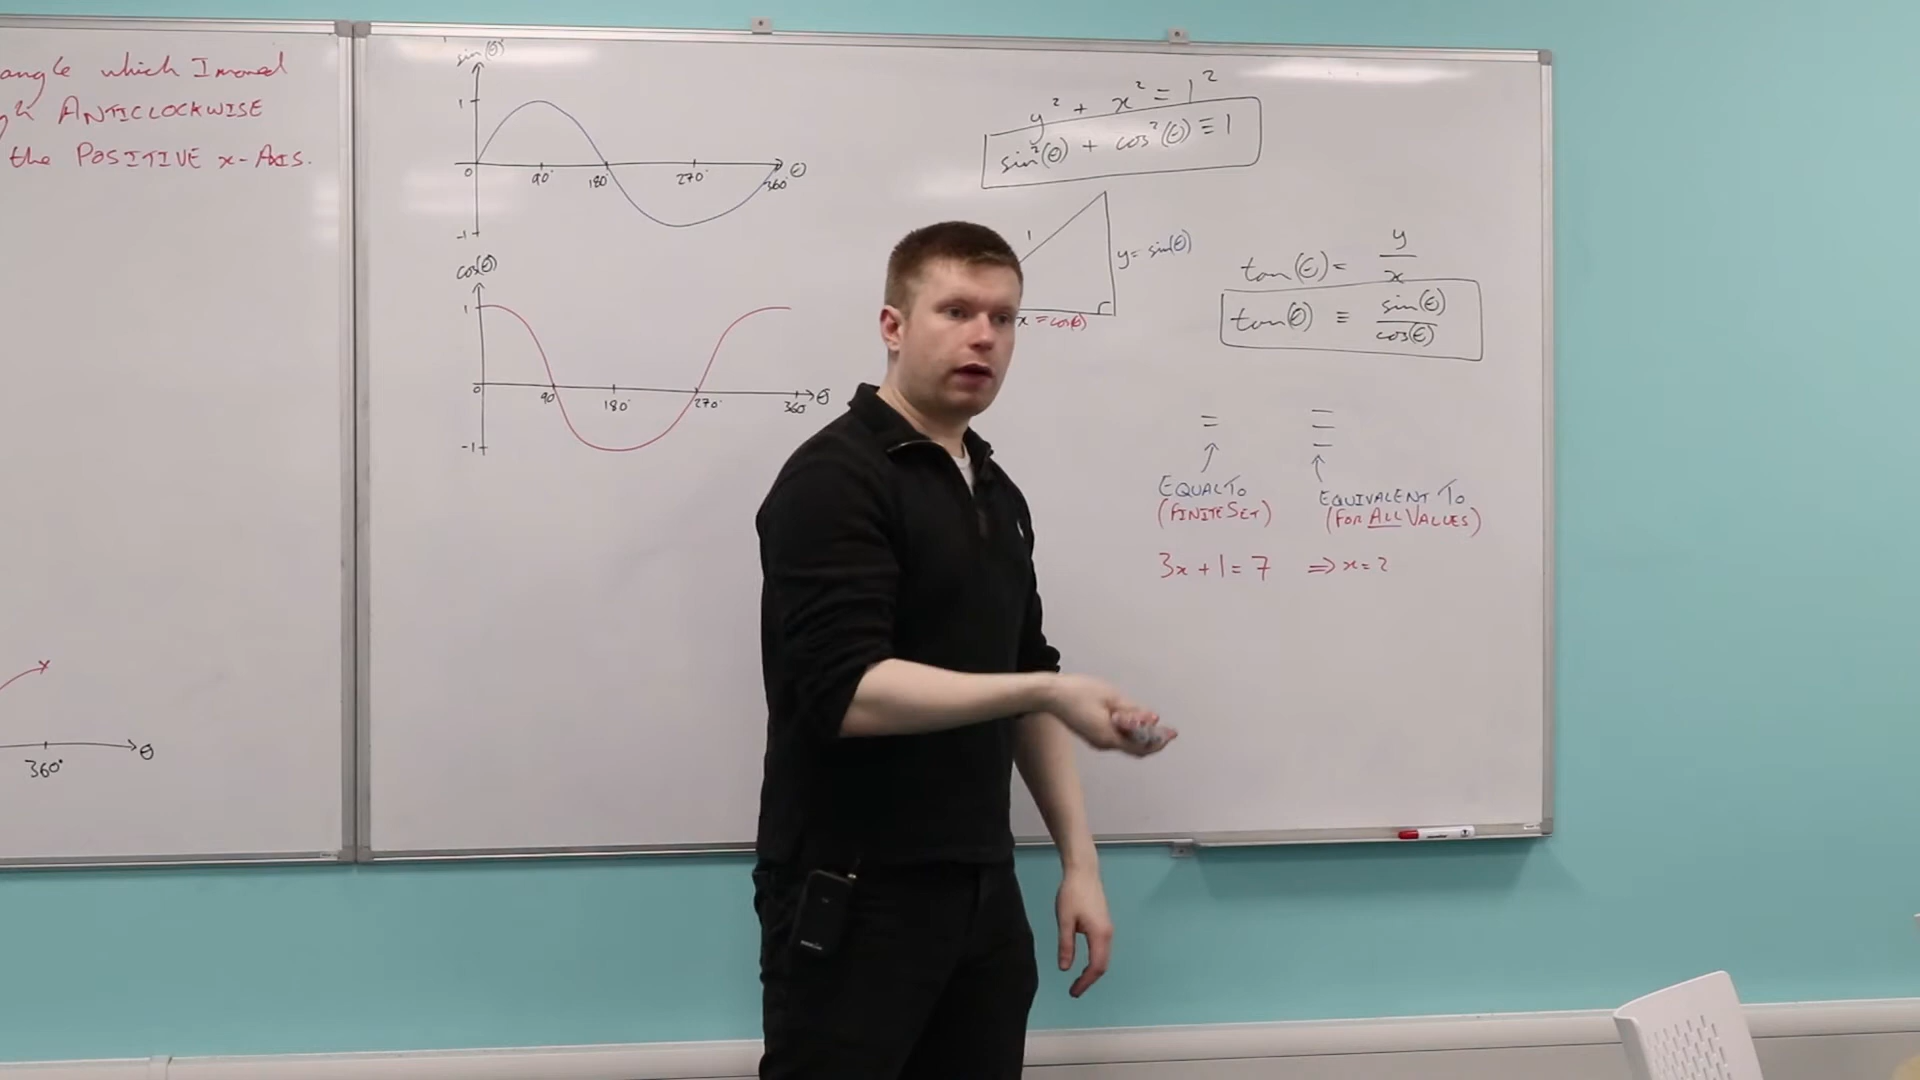 angle which I moved
ANTICLOCKWISE
the POSITIVE x-AXIS.
360°
θ
sin(θ)
1
0
90°
180°
270°
360°
θ
-1
cos(θ)
1
0
90
180°
270°
360°
θ
-1
y² + x² = 1²
sin²(θ) + cos²(θ) ≡ 1
1
y = sin(θ)
x = cos(θ)
tan(θ) = y/x
tan(θ) ≡ sin(θ)/cos(θ)
= ≡
EQUAL TO
(FINITE SET)
EQUIVALENT TO
(FOR ALL VALUES)
3x + 1 = 7 ⇒ x = 2